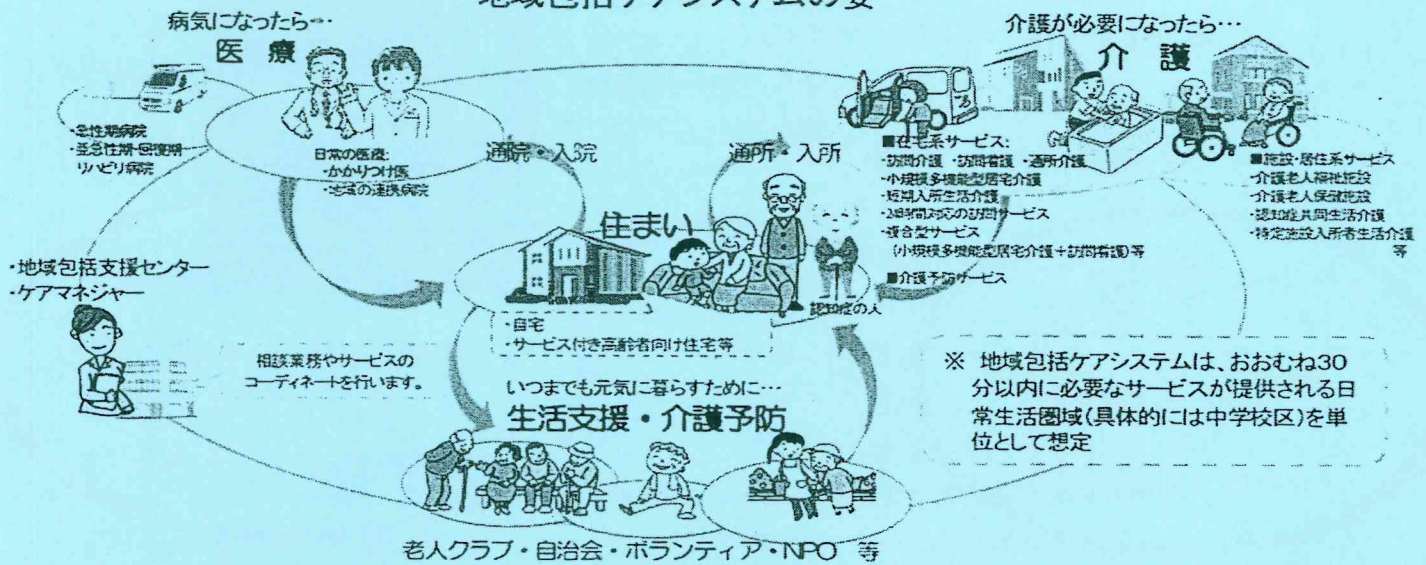 地域包括ケアシステムの姿
病気になったら…
医 療
・急性期病院
・亜急性期・回復期
リハビリ病院
日常の医療:
・かかりつけ医
・地域の連携病院
通院・入院
通所・入所
介護が必要になったら…
介 護
■在宅系サービス:
・訪問介護 ・訪問看護 ・通所介護
・小規模多機能型居宅介護
・短期入所生活介護
・24時間対応の訪問サービス
・複合型サービス
(小規模多機能型居宅介護+訪問看護)等
■介護予防サービス
■施設・居住系サービス
・介護老人福祉施設
・介護老人保健施設
・認知症共同生活介護
・特定施設入所者生活介護
等
住まい
・自宅
・サービス付き高齢者向け住宅等
認知症の人
・地域包括支援センター
・ケアマネジャー
相談業務やサービスの
コーディネートを行います。
いつまでも元気に暮らすために…
生活支援・介護予防
老人クラブ・自治会・ボランティア・NPO 等
※ 地域包括ケアシステムは、おおむね30
分以内に必要なサービスが提供される日
常生活圏域(具体的には中学校区)を単
位として想定